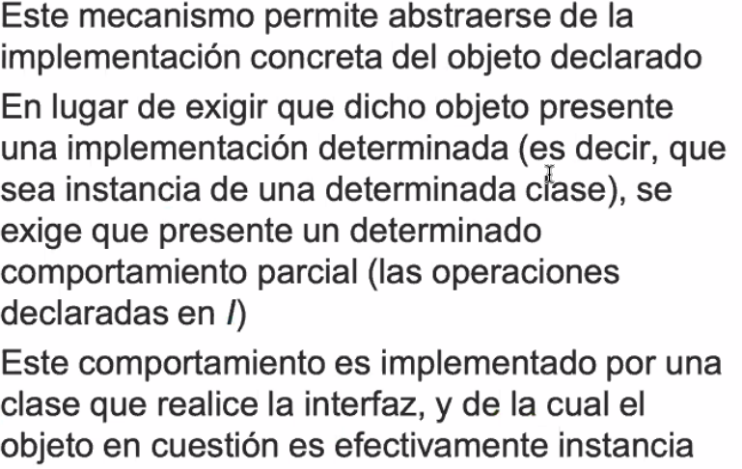 Este mecanismo permite abstraerse de la
implementación concreta del objeto declarado
En lugar de exigir que dicho objeto presente
una implementación determinada (es decir, que
sea instancia de una determinada clase), se
exige que presente un determinado
comportamiento parcial (las operaciones
declaradas en I)
Este comportamiento es implementado por una
clase que realice la interfaz, y de la cual el
objeto en cuestión es efectivamente instancia